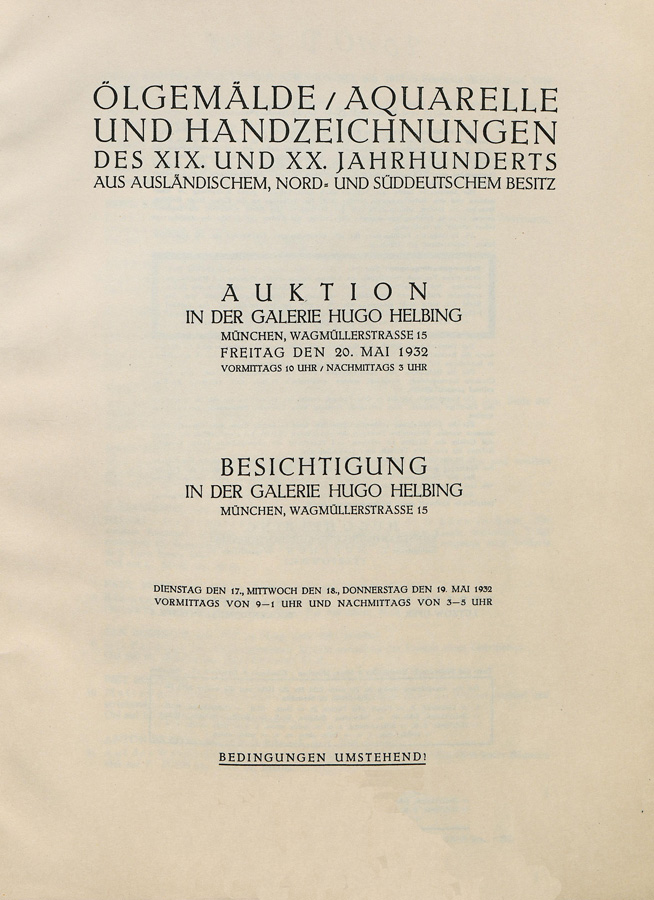 ÖLGEMÄLDE / AQUARELLE
UND HANDZEICHNUNGEN
DES XIX. UND XX. JAHRHUNDERTS
AUS AUSLÄNDISCHEM, NORD- UND SÜDDEUTSCHEM BESITZ
AUKTION
IN DER GALERIE HUGO HELBING
MÜNCHEN, WAGMÜLLERSTRASSE 15
FREITAG DEN 20. MAI 1932
VORMITTAGS 10 UHR / NACHMITTAGS 3 UHR
BESICHTIGUNG
IN DER GALERIE HUGO HELBING
MÜNCHEN, WAGMÜLLERSTRASSE 15
DIENSTAG DEN 17., MITTWOCH DEN 18., DONNERSTAG DEN 19. MAI 1932
VORMITTAGS VON 9—1 UHR UND NACHMITTAGS VON 3—5 UHR
BEDINGUNGEN UMSTEHEND!